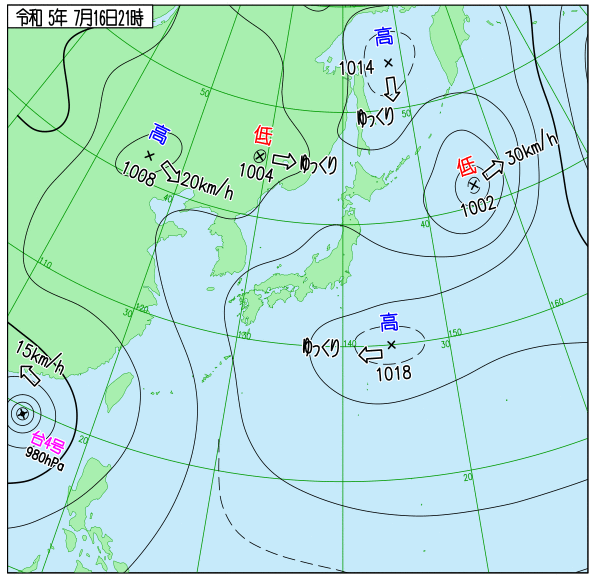 令和 5年 7月16日21時
高
1014
ゆっくり
50
50
高
1008
20km/h
低
1004
ゆっくり
低
30km/h
1002
40
40
110
120
30
130
高
ゆっくり
140
150
160
30
1018
15km/h
台4号
980hPa
20
20